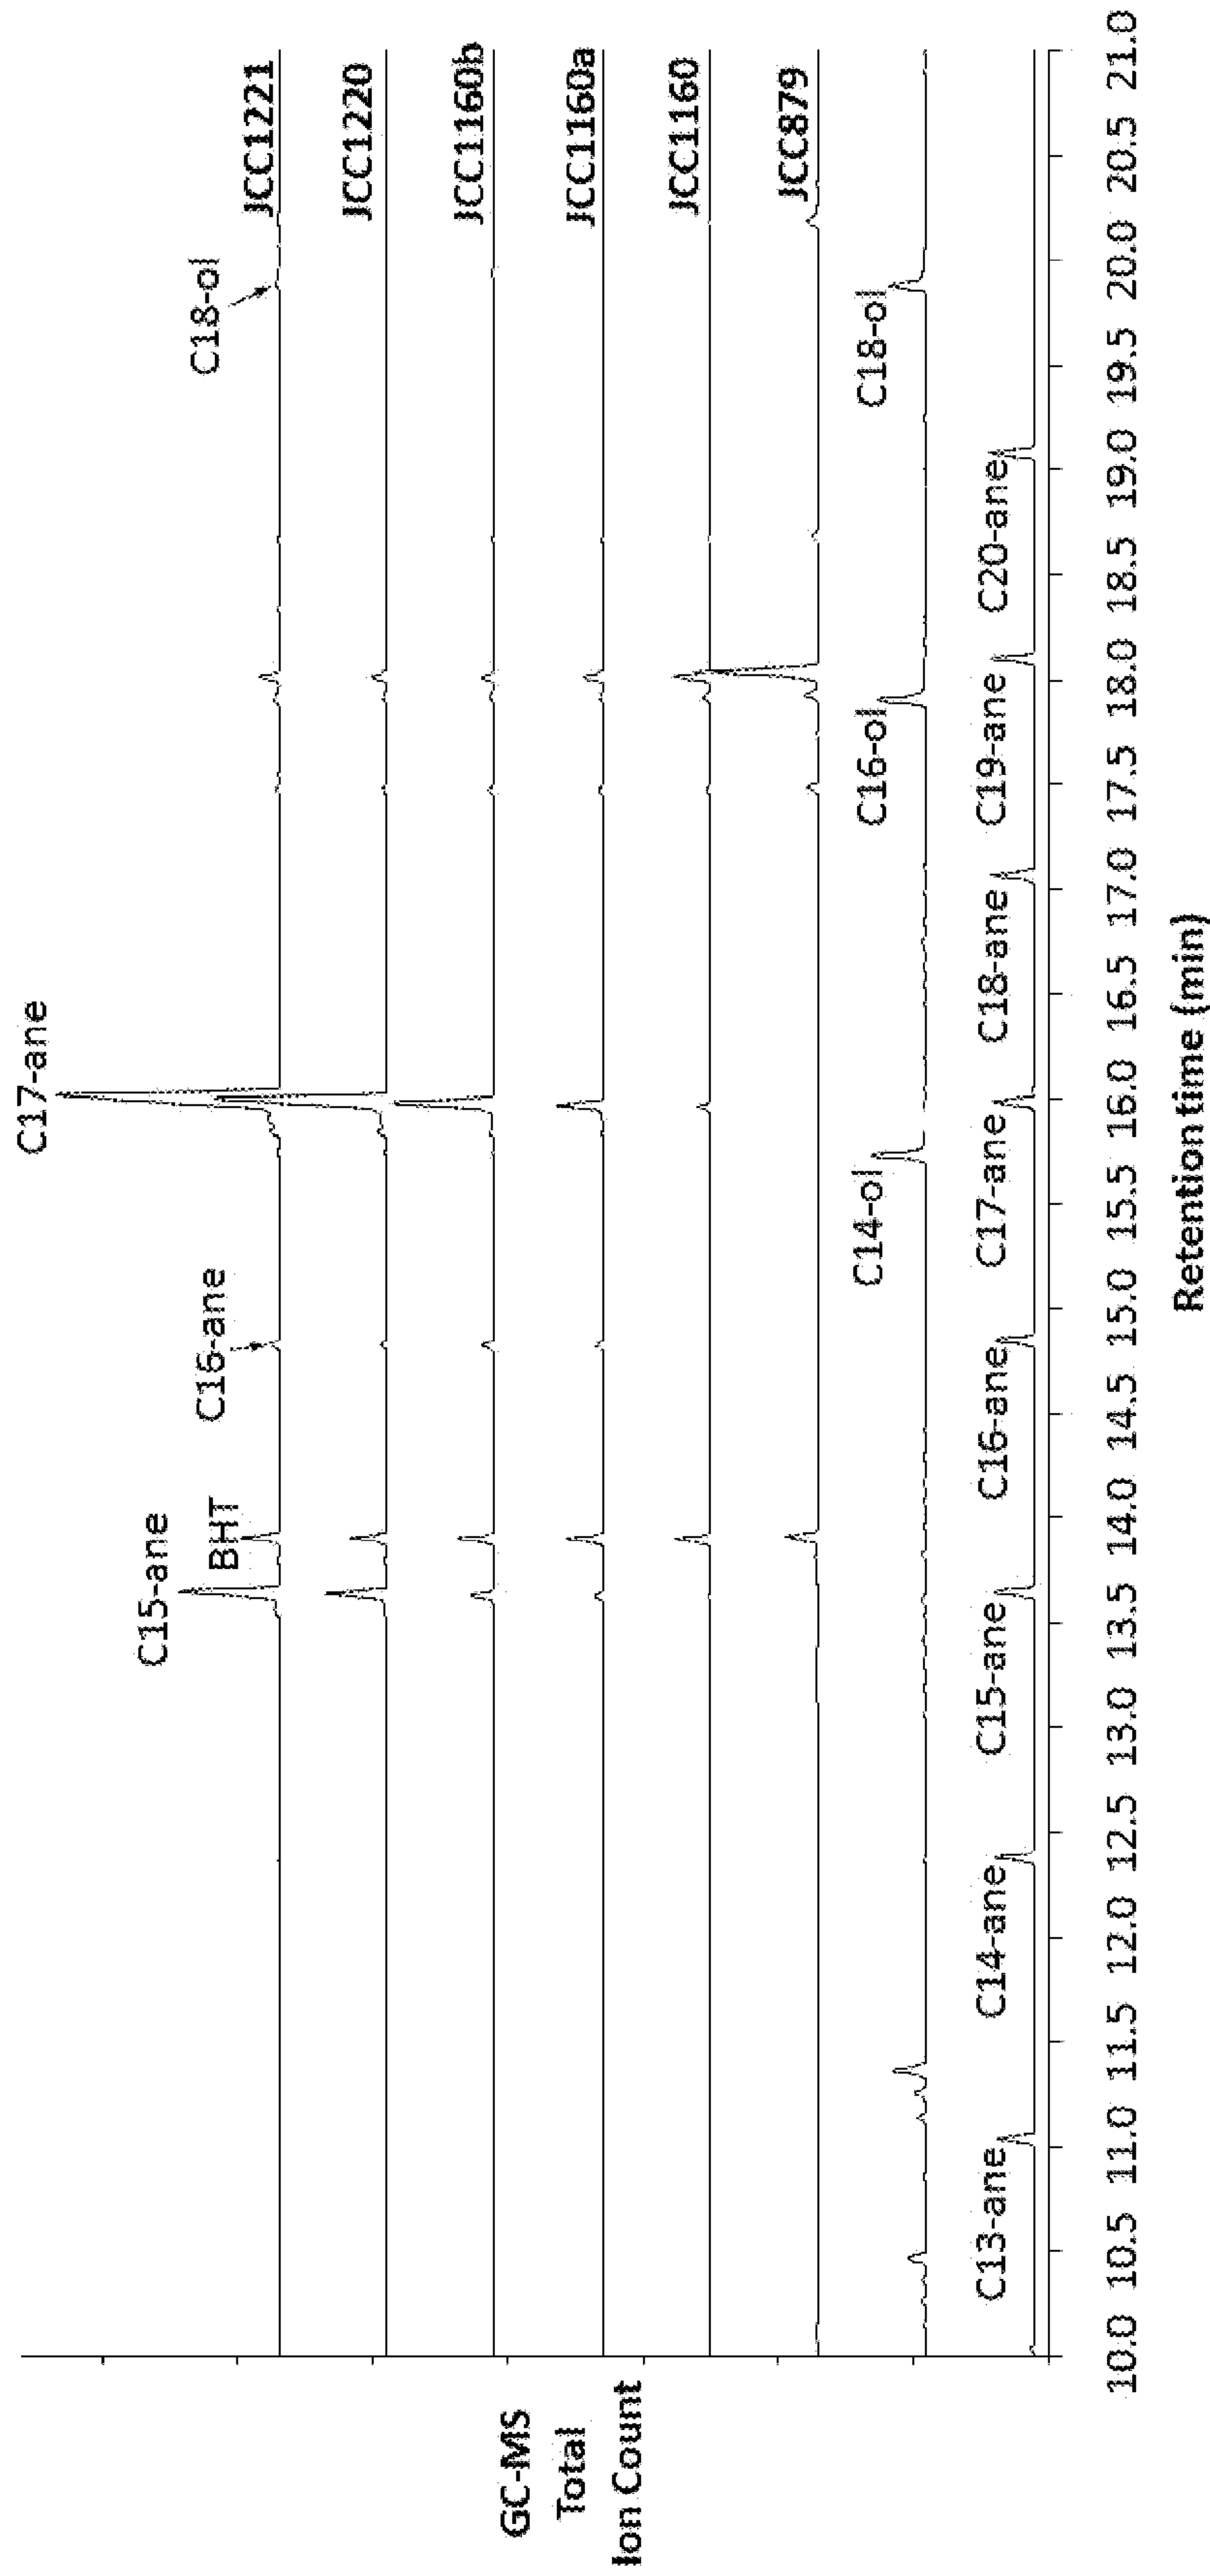 C17-ane
C15-ane
BHT
C16-ane
C18-ol
JCC1221
JCC1220
JCC1160b
JCC1160a
JCC1160
JCC879
C14-ol
C16-ol
C18-ol
C13-ane
C14-ane
C15-ane
C16-ane
C17-ane
C18-ane
C19-ane
C20-ane
GC-MS
Total
Ion Count
10.0 10.5 11.0 11.5 12.0 12.5 13.0 13.5 14.0 14.5 15.0 15.5 16.0 16.5 17.0 17.5 18.0 18.5 19.0 19.5 20.0 20.5 21.0
Retention time (min)